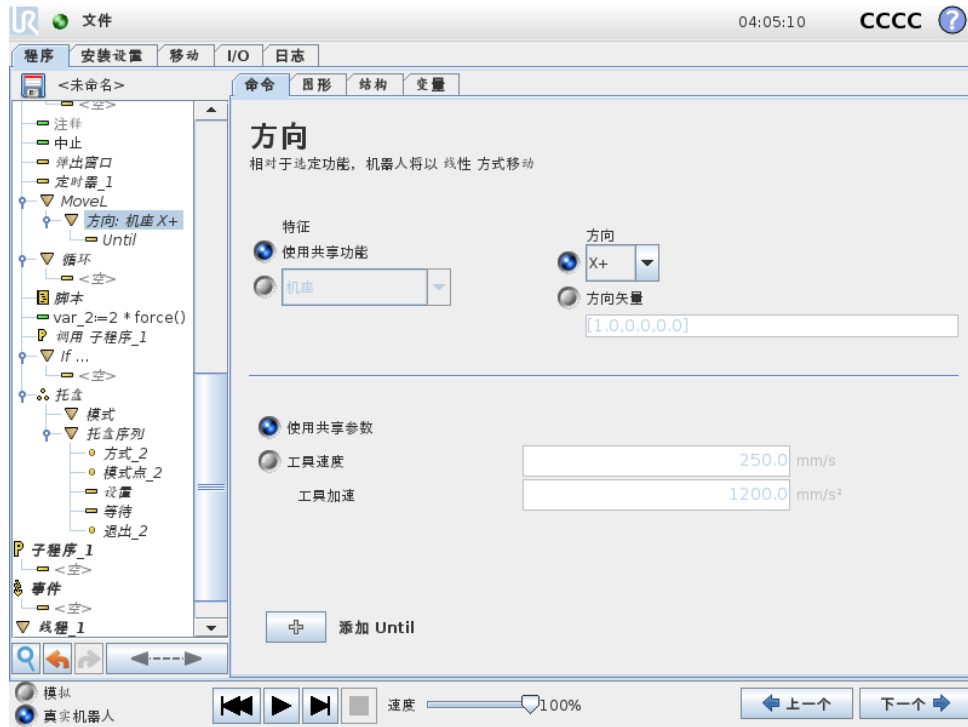 UR 文件 04:05:10 CCCC ?
程序 安装设置 移动 I/O 日志
<未命名>
命令 图形 结构 变量
<空>
注释
中止
弹出窗口
定时器_1
MoveL
方向: 机座 X+
Until
循环
<空>
脚本
var_2:=2 * force()
调用 子程序_1
If ...
<空>
托盘
模式
托盘序列
方式_2
模式点_2
设置
等待
退出_2
子程序_1
<空>
事件
<空>
线程_1
方向
相对于选定功能，机器人将以 线性 方式移动
特征
使用共享功能
机座
方向
X+
方向矢量
[1.0,0.0,0.0]
使用共享参数
工具速度 250.0 mm/s
工具加速 1200.0 mm/s²
添加 Until
模拟
真实机器人
速度 100%
上一个 下一个